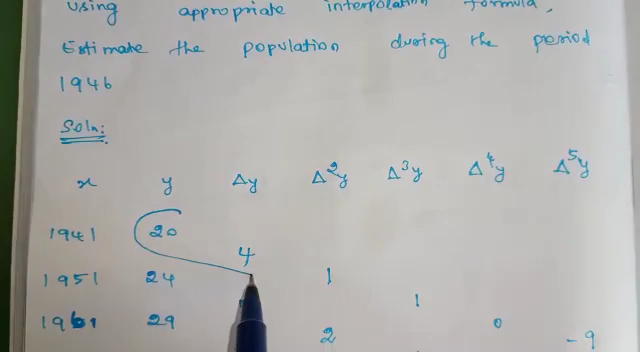 using appropriate interpolation formula,
Estimate the population during the period
1946
Soln:
x y Δy Δ²y Δ³y Δ⁴y Δ⁵y
1941 20
4
1951 24 1
1
1961 29 0
2 -9